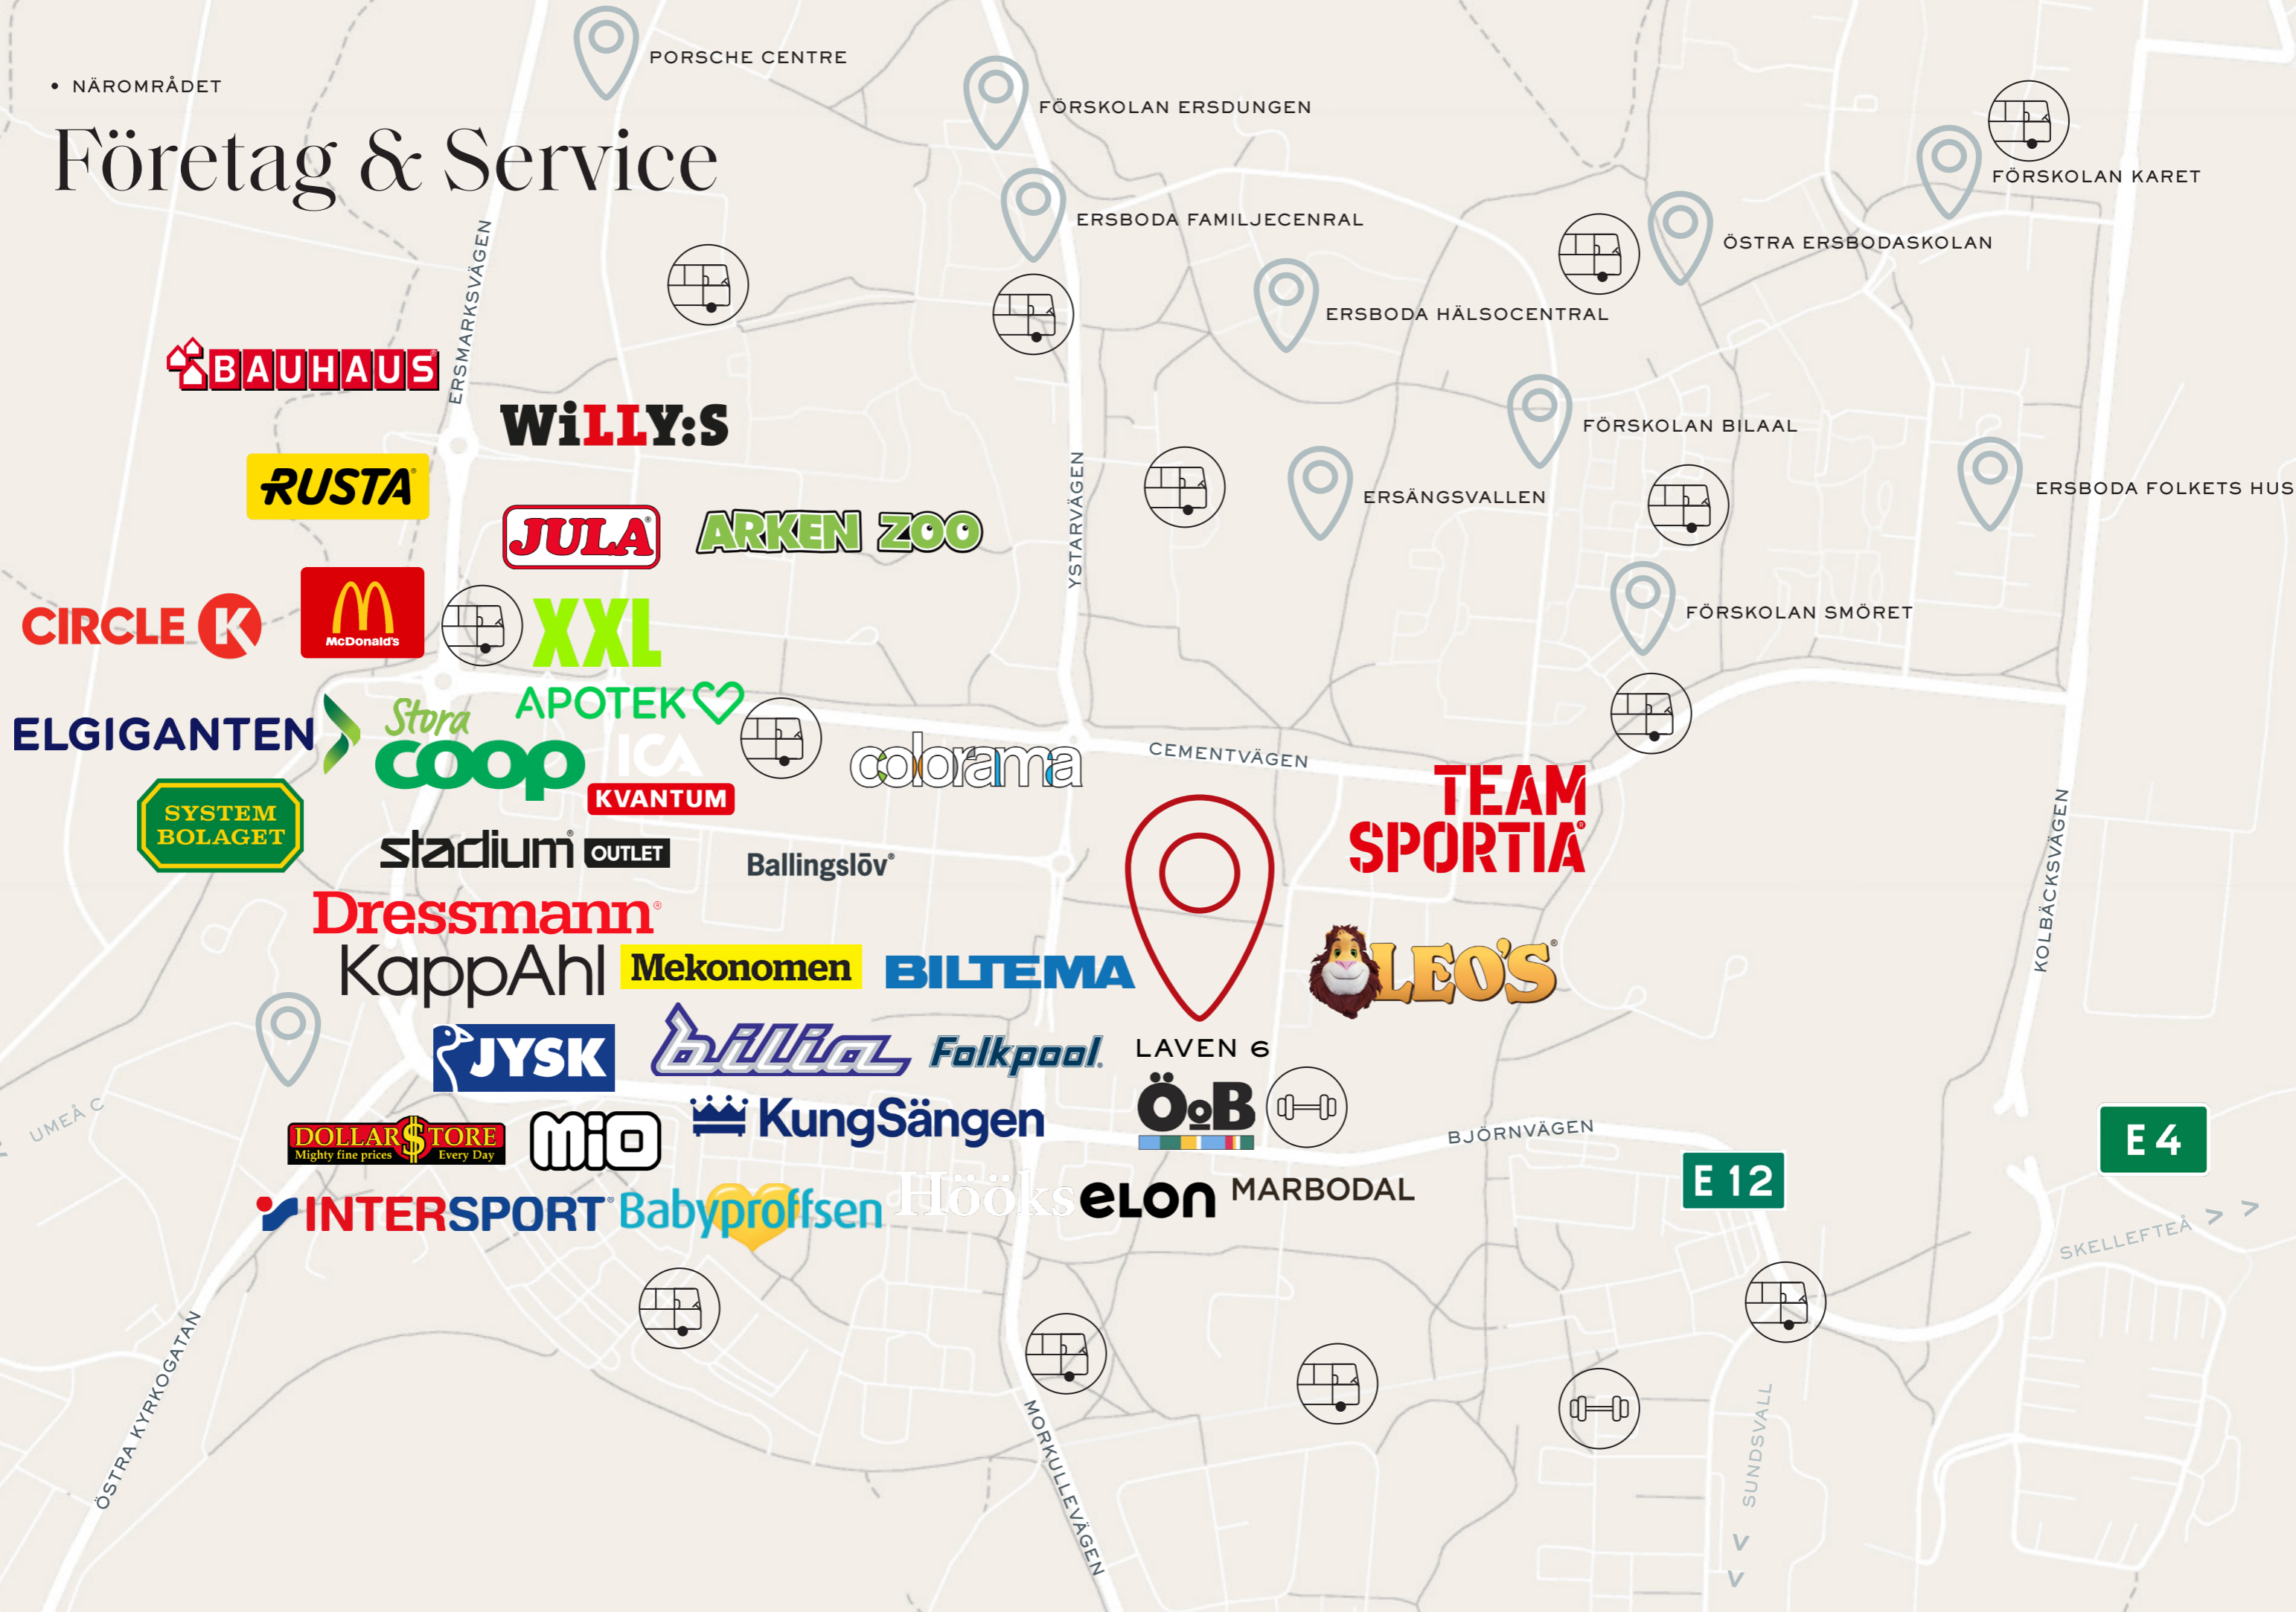 • NÄROMRÅDET
Företag & Service
PORSCHE CENTRE
FÖRSKOLAN ERSDUNGEN
FÖRSKOLAN KARET
ERSBODA FAMILJECENRAL
ÖSTRA ERSBODASKOLAN
ERSMARKSVÄGEN
ERSBODA HÄLSOCENTRAL
BAUHAUS
WiLLY:S
FÖRSKOLAN BILAAL
RUSTA
YSTARVÄGEN
ERSÄNGSVALLEN
ERSBODA FOLKETS HUS
JULA
ARKEN ZOO
CIRCLE K
McDonald's
XXL
FÖRSKOLAN SMÖRET
APOTEK
ELGIGANTEN
Stora
coop
ICA
KVANTUM
colorama
CEMENTVÄGEN
TEAM
SPORTIA
SYSTEM
BOLAGET
stadium OUTLET
Ballingslöv
KOLBÄCKSVÄGEN
Dressmann
KappAhl
Mekonomen
BILTEMA
LEO'S
JYSK
bilia
Folkpool
LAVEN 6
UMEÅ C
ÖoB
KungSängen
BJÖRNVÄGEN
E 4
DOLLAR$TORE
Mighty fine prices Every Day
MiO
E 12
INTERSPORT
Babyproffsen
Hööks
eLon
MARBODAL
SKELLEFTEÅ > >
ÖSTRA KYRKOGATAN
MORKULLEVÄGEN
SUNDSVALL